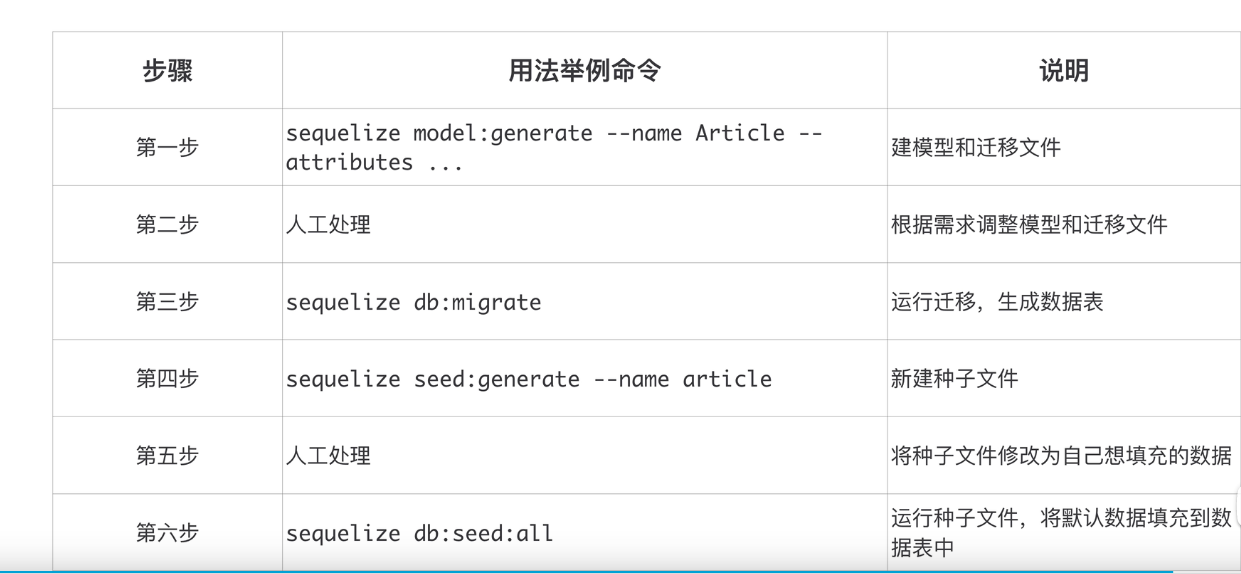 步骤
用法举例命令
说明
第一步
sequelize model:generate --name Article --
attributes ...
建模型和迁移文件
第二步
人工处理
根据需求调整模型和迁移文件
第三步
sequelize db:migrate
运行迁移，生成数据表
第四步
sequelize seed:generate --name article
新建种子文件
第五步
人工处理
将种子文件修改为自己想填充的数据
第六步
sequelize db:seed:all
运行种子文件，将默认数据填充到数
据表中